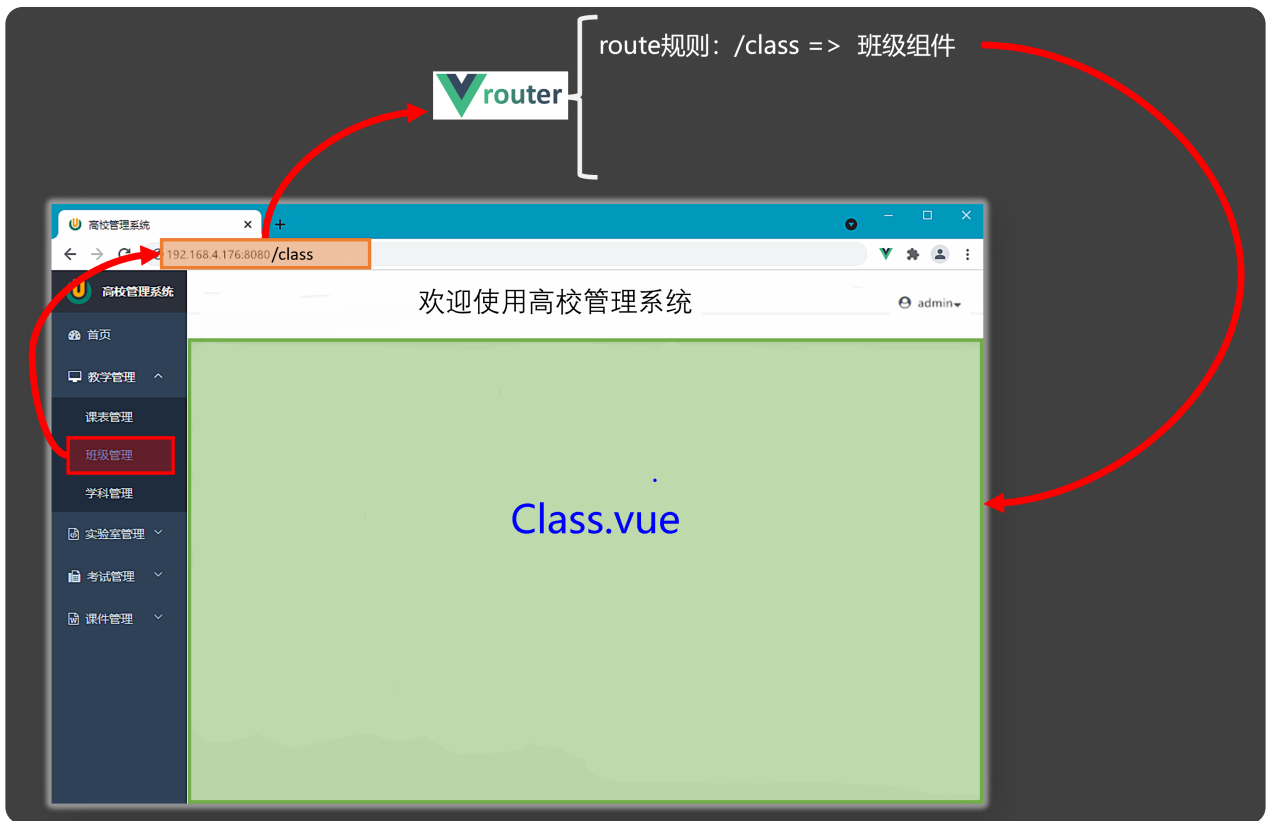 route规则：/class => 班级组件
router
高校管理系统
192.168.4.176:8080/class
高校管理系统
欢迎使用高校管理系统
admin
首页
教学管理
课表管理
班级管理
学科管理
Class.vue
实验室管理
考试管理
课件管理